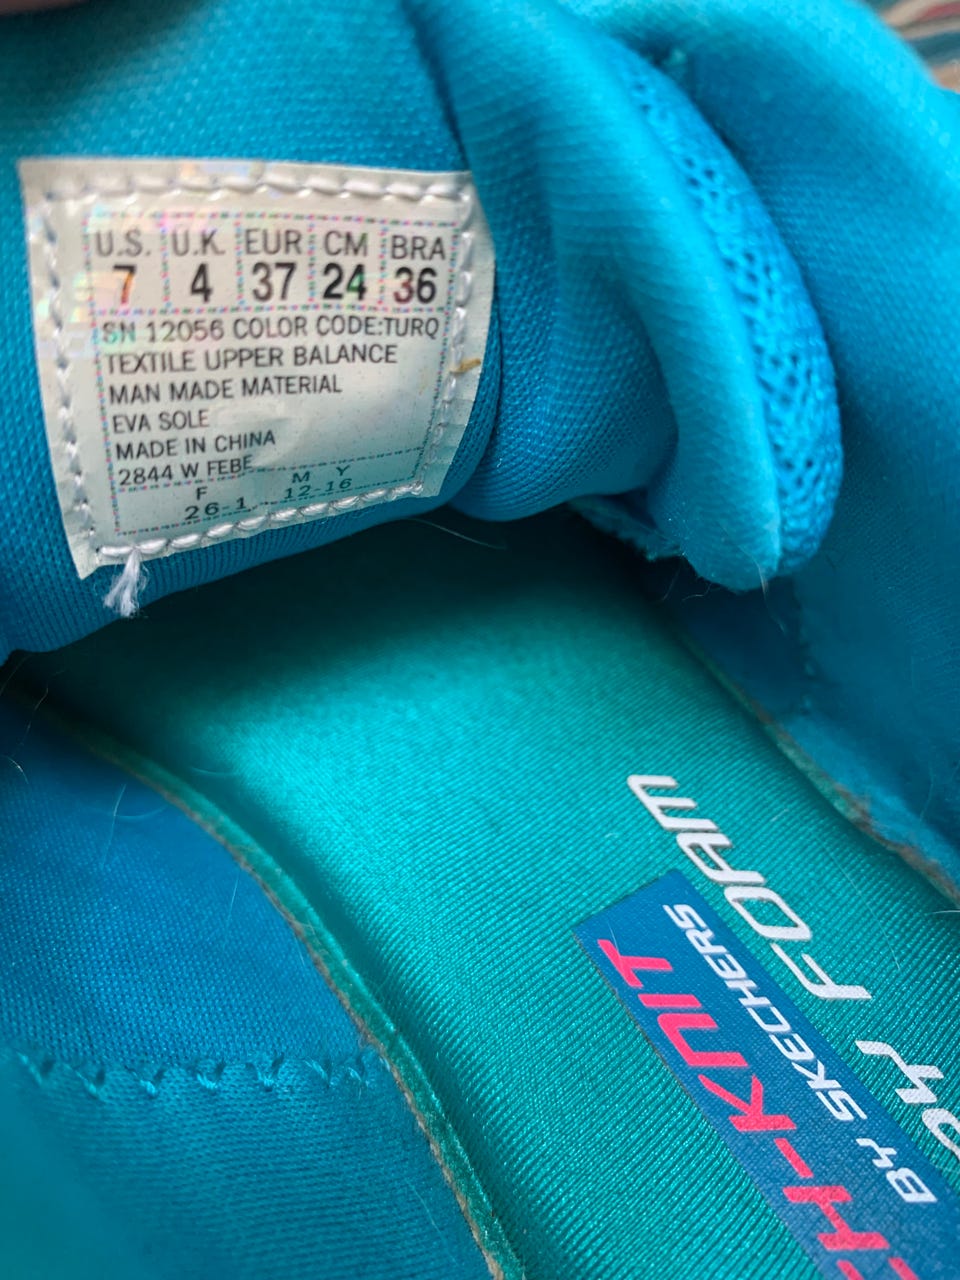 U.S. U.K. EUR CM BRA
7 4 37 24 36
SN 12056 COLOR CODE:TURQ
TEXTILE UPPER BALANCE
MAN MADE MATERIAL
EVA SOLE
MADE IN CHINA
2844 W FEBE
F M Y
26-1 12-16
FOAM
BY SKECHERS